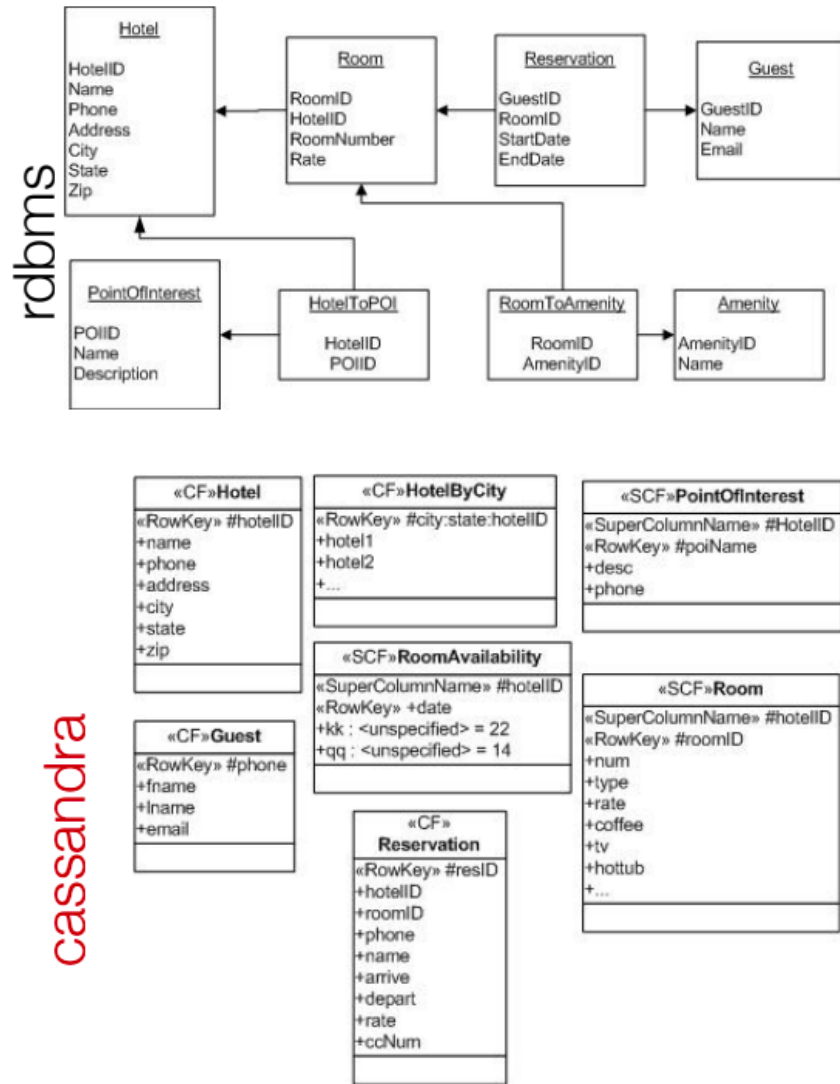 rdbms
Hotel
HotelID
Name
Phone
Address
City
State
Zip
Room
RoomID
HotelID
RoomNumber
Rate
Reservation
GuestID
RoomID
StartDate
EndDate
Guest
GuestID
Name
Email
PointOfInterest
POIID
Name
Description
HotelToPOI
HotelID
POIID
RoomToAmenity
RoomID
AmenityID
Amenity
AmenityID
Name
cassandra
«CF»Hotel
«RowKey» #hotelID
+name
+phone
+address
+city
+state
+zip
«CF»HotelByCity
«RowKey» #city:state:hotelID
+hotel1
+hotel2
+...
«SCF»PointOfInterest
«SuperColumnName» #HotelID
«RowKey» #poiName
+desc
+phone
«SCF»RoomAvailability
«SuperColumnName» #hotelID
«RowKey» +date
+kk : <unspecified> = 22
+qq : <unspecified> = 14
«SCF»Room
«SuperColumnName» #hotelID
«RowKey» #roomID
+num
+type
+rate
+coffee
+tv
+hottub
+...
«CF»Guest
«RowKey» #phone
+fname
+lname
+email
«CF»
Reservation
«RowKey» #resID
+hotelID
+roomID
+phone
+name
+arrive
+depart
+rate
+ccNum